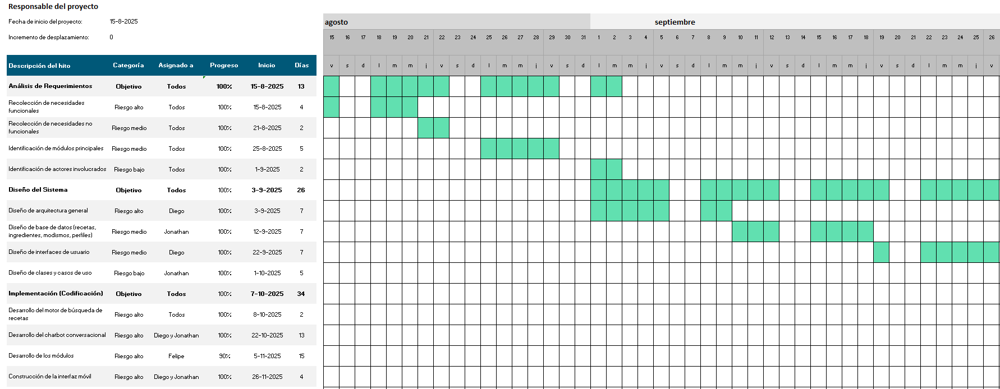 Responsable del proyecto
Fecha de inicio del proyecto: 15-8-2025
Incremento de desplazamiento: 0
agosto septiembre
15 16 17 18 19 20 21 22 23 24 25 26 27 28 29 30 31 1 2 3 4 5 6 7 8 9 10 11 12 13 14 15 16 17 18 19 20 21 22 23 24 25 26
Descripción del hito Categoría Asignado a Progreso Inicio Días v s d l m m j v s d l m m j v s d l m m j v s d l m m j v s d l m m j v s d l m m j v
Análisis de Requerimientos Objetivo Todos 100% 15-8-2025 13
Recolección de necesidades
funcionales Riesgo alto Todos 100% 15-8-2025 4
Recolección de necesidades no
funcionales Riesgo medio Todos 100% 21-8-2025 2
Identificación de módulos principales Riesgo medio Todos 100% 25-8-2025 5
Identificación de actores involucrados Riesgo bajo Todos 100% 1-9-2025 2
Diseño del Sistema Objetivo Todos 100% 3-9-2025 26
Diseño de arquitectura general Riesgo alto Diego 100% 3-9-2025 7
Diseño de base de datos (recetas,
ingredientes, modismos, perfiles) Riesgo medio Jonathan 100% 12-9-2025 7
Diseño de interfaces de usuario Riesgo medio Diego 100% 22-9-2025 7
Diseño de clases y casos de uso Riesgo bajo Jonathan 100% 1-10-2025 5
Implementación (Codificación) Objetivo Todos 100% 7-10-2025 34
Desarrollo del motor de búsqueda de
recetas Riesgo alto Todos 100% 8-10-2025 2
Desarrollo del chatbot conversacional Riesgo alto Diego y Jonathan 100% 22-10-2025 13
Desarrollo de los módulos Riesgo alto Felipe 90% 5-11-2025 15
Construcción de la interfaz móvil Riesgo alto Diego y Jonathan 100% 26-11-2025 4